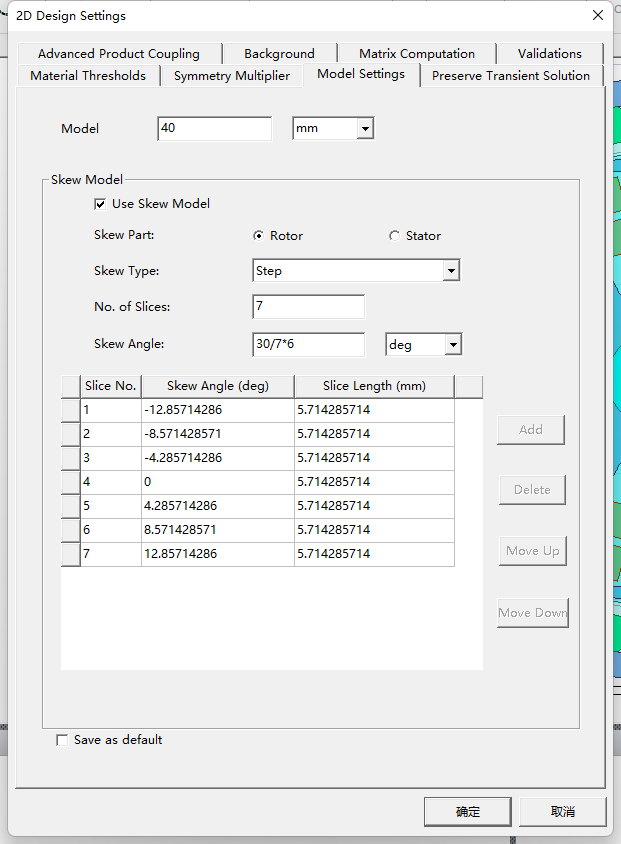 2D Design Settings
Advanced Product Coupling Background Matrix Computation Validations
Material Thresholds Symmetry Multiplier Model Settings Preserve Transient Solution
Model 40 mm
Skew Model
Use Skew Model
Skew Part: Rotor Stator
Skew Type: Step
No. of Slices: 7
Skew Angle: 30/7*6 deg
Slice No. Skew Angle (deg) Slice Length (mm)
1 -12.85714286 5.714285714
2 -8.571428571 5.714285714
3 -4.285714286 5.714285714
4 0 5.714285714
5 4.285714286 5.714285714
6 8.571428571 5.714285714
7 12.85714286 5.714285714
Add
Delete
Move Up
Move Down
Save as default
确定 取消